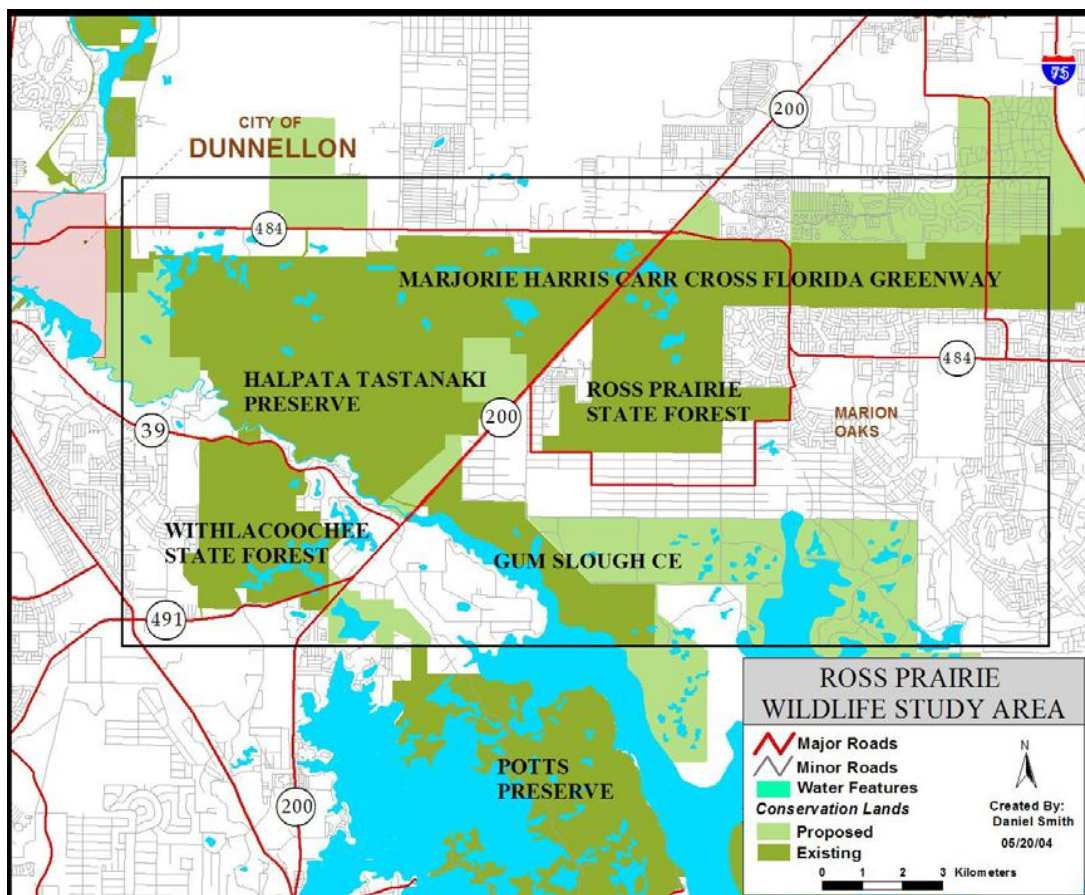 75
200
CITY OF
DUNNELLON
484
MARJORIE HARRIS CARR CROSS FLORIDA GREENWAY
484
HALPATA TASTANAKI
PRESERVE
ROSS PRAIRIE
STATE FOREST
200
MARION
OAKS
39
WITHLACOOCHEE
STATE FOREST
GUM SLOUGH CE
491
POTTS
PRESERVE
200
ROSS PRAIRIE
WILDLIFE STUDY AREA
Major Roads
Minor Roads
Water Features
Conservation Lands
Proposed
Existing
N
Created By:
Daniel Smith
05/20/04
0 1 2 3 Kilometers